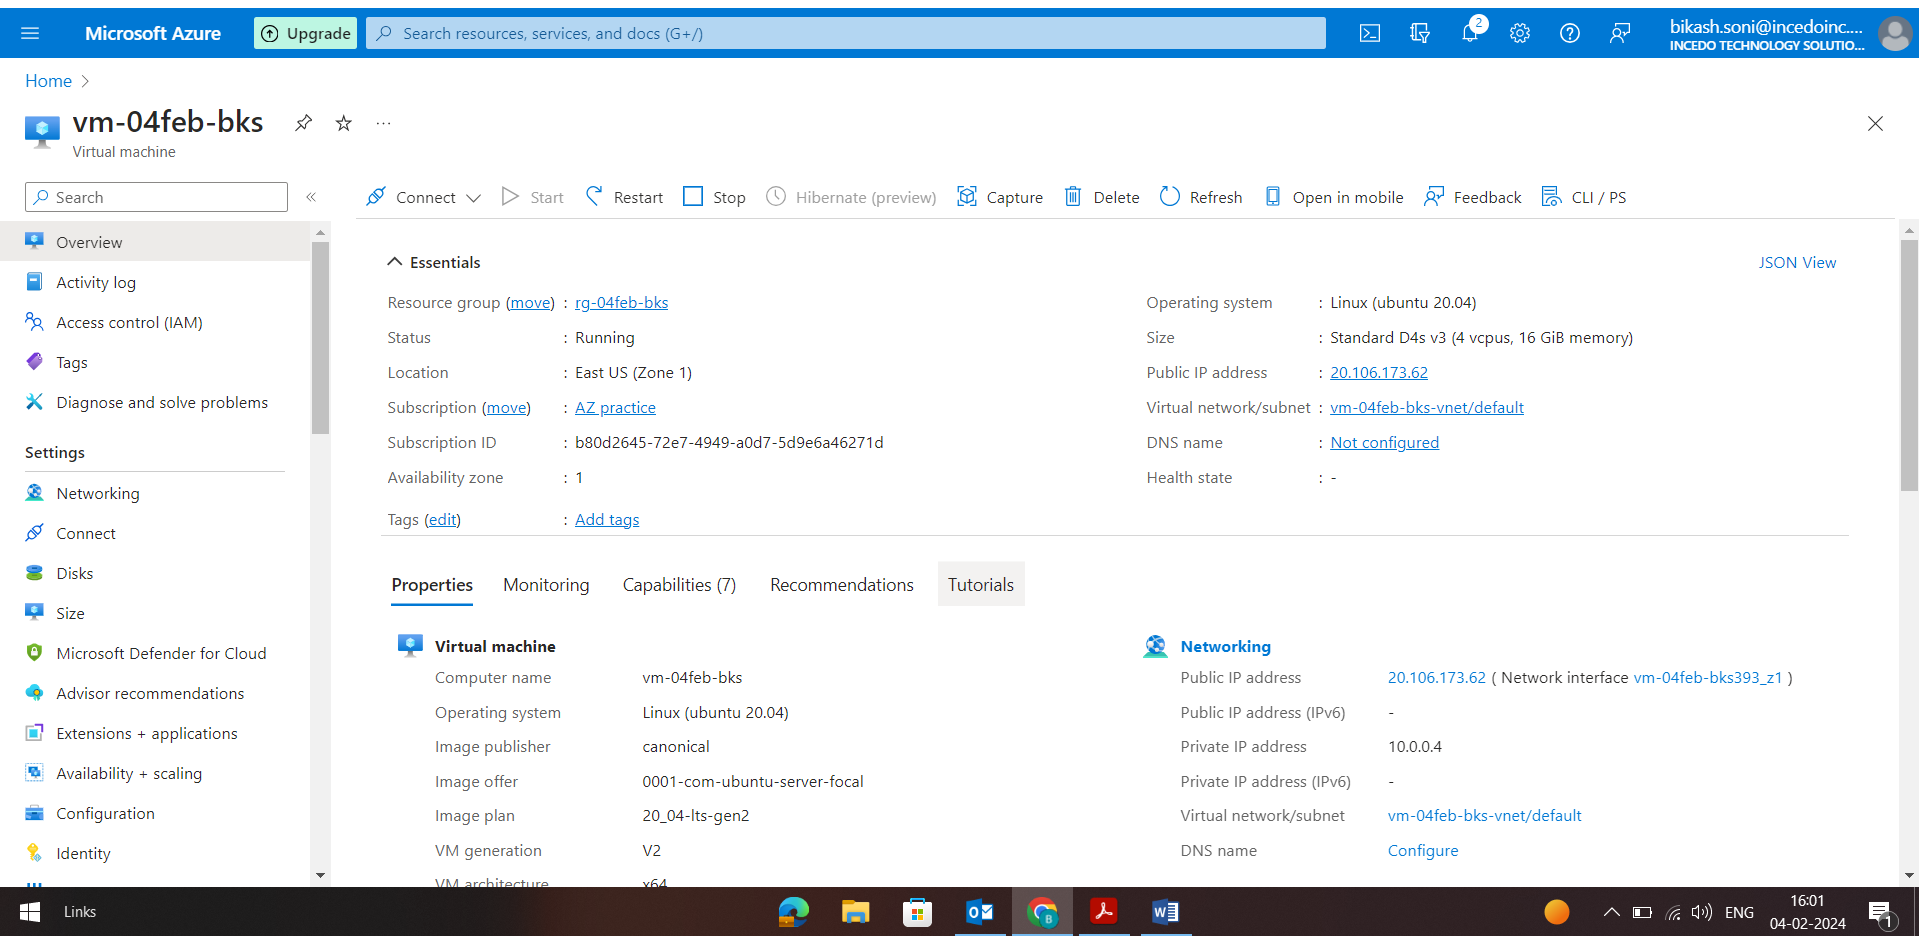 Microsoft Azure
Upgrade
Search resources, services, and docs (G+/)
2
bikash.soni@incedoinc....
INCEDO TECHNOLOGY SOLUTIO...
Home
vm-04feb-bks
Virtual machine
Search
Connect
Start
Restart
Stop
Hibernate (preview)
Capture
Delete
Refresh
Open in mobile
Feedback
CLI / PS
Overview
Activity log
Access control (IAM)
Tags
Diagnose and solve problems
Settings
Networking
Connect
Disks
Size
Microsoft Defender for Cloud
Advisor recommendations
Extensions + applications
Availability + scaling
Configuration
Identity
Essentials
JSON View
Resource group (move) : rg-04feb-bks
Status : Running
Location : East US (Zone 1)
Subscription (move) : AZ practice
Subscription ID : b80d2645-72e7-4949-a0d7-5d9e6a46271d
Availability zone : 1
Tags (edit) : Add tags
Operating system : Linux (ubuntu 20.04)
Size : Standard D4s v3 (4 vcpus, 16 GiB memory)
Public IP address : 20.106.173.62
Virtual network/subnet : vm-04feb-bks-vnet/default
DNS name : Not configured
Health state : -
Properties
Monitoring
Capabilities (7)
Recommendations
Tutorials
Virtual machine
Computer name vm-04feb-bks
Operating system Linux (ubuntu 20.04)
Image publisher canonical
Image offer 0001-com-ubuntu-server-focal
Image plan 20_04-lts-gen2
VM generation V2
VM architecture x64
Networking
Public IP address 20.106.173.62 ( Network interface vm-04feb-bks393_z1 )
Public IP address (IPv6) -
Private IP address 10.0.0.4
Private IP address (IPv6) -
Virtual network/subnet vm-04feb-bks-vnet/default
DNS name Configure
Links
ENG
16:01
04-02-2024
1